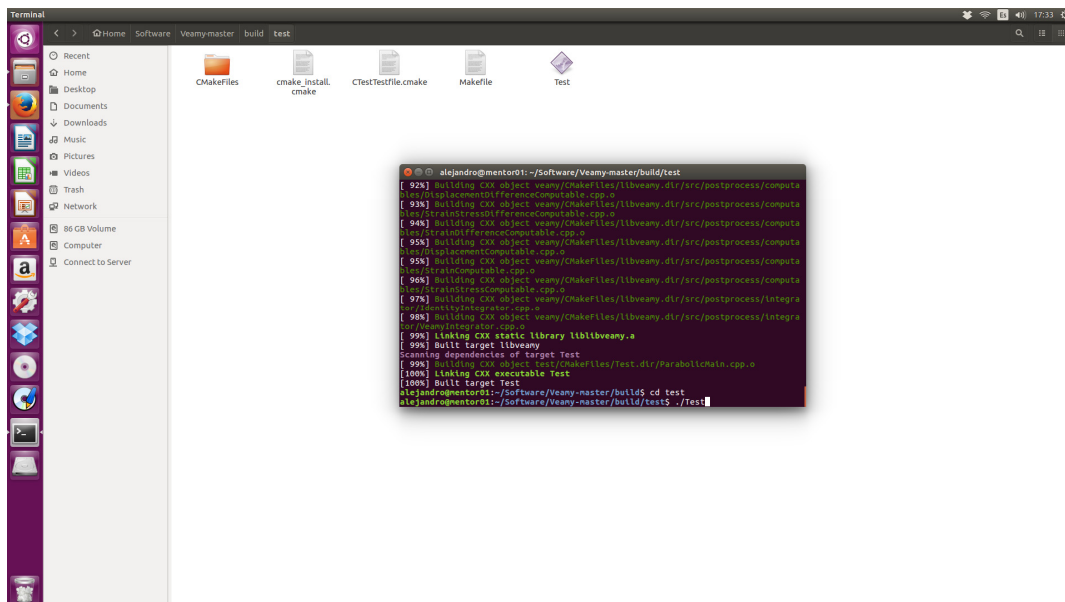 Terminal
Es 17:33
Home Software Veamy-master build test
Recent
Home
Desktop
Documents
Downloads
Music
Pictures
Videos
Trash
Network
86 GB Volume
Computer
Connect to Server
CMakeFiles
cmake_install.
cmake
CTestTestfile.cmake
Makefile
Test
alejandro@mentor01: ~/Software/Veamy-master/build/test
[ 92%] Building CXX object veamy/CMakeFiles/libveamy.dir/src/postprocess/computa
bles/DisplacementDifferenceComputable.cpp.o
[ 93%] Building CXX object veamy/CMakeFiles/libveamy.dir/src/postprocess/computa
bles/StrainStressDifferenceComputable.cpp.o
[ 94%] Building CXX object veamy/CMakeFiles/libveamy.dir/src/postprocess/computa
bles/StrainDifferenceComputable.cpp.o
[ 95%] Building CXX object veamy/CMakeFiles/libveamy.dir/src/postprocess/computa
bles/DisplacementComputable.cpp.o
[ 95%] Building CXX object veamy/CMakeFiles/libveamy.dir/src/postprocess/computa
bles/StrainComputable.cpp.o
[ 96%] Building CXX object veamy/CMakeFiles/libveamy.dir/src/postprocess/computa
bles/StrainStressComputable.cpp.o
[ 97%] Building CXX object veamy/CMakeFiles/libveamy.dir/src/postprocess/integra
tor/IdentityIntegrator.cpp.o
[ 98%] Building CXX object veamy/CMakeFiles/libveamy.dir/src/postprocess/integra
tor/VeamyIntegrator.cpp.o
[ 99%] Linking CXX static library liblibveamy.a
[ 99%] Built target libveamy
Scanning dependencies of target Test
[ 99%] Building CXX object test/CMakeFiles/Test.dir/ParabolicMain.cpp.o
[100%] Linking CXX executable Test
[100%] Built target Test
alejandro@mentor01:~/Software/Veamy-master/build$ cd test
alejandro@mentor01:~/Software/Veamy-master/build/test$ ./Test